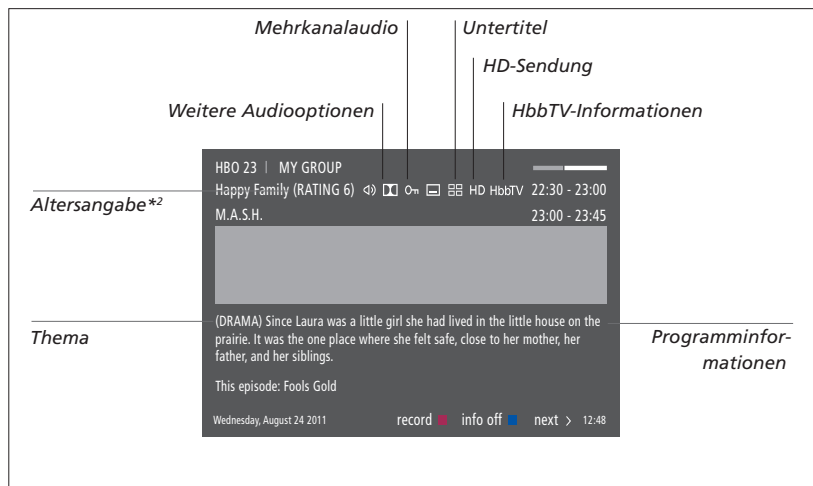 Mehrkanalaudio
Untertitel
HD-Sendung
Weitere Audiooptionen
HbbTV-Informationen
HBO 23 | MY GROUP
Happy Family (RATING 6) HD HbbTV 22:30 - 23:00
Altersangabe*2
M.A.S.H. 23:00 - 23:45
(DRAMA) Since Laura was a little girl she had lived in the little house on the
prairie. It was the one place where she felt safe, close to her mother, her
father, and her siblings.
Thema
Programminfor-
mationen
This episode: Fools Gold
Wednesday, August 24 2011 record info off next > 12:48